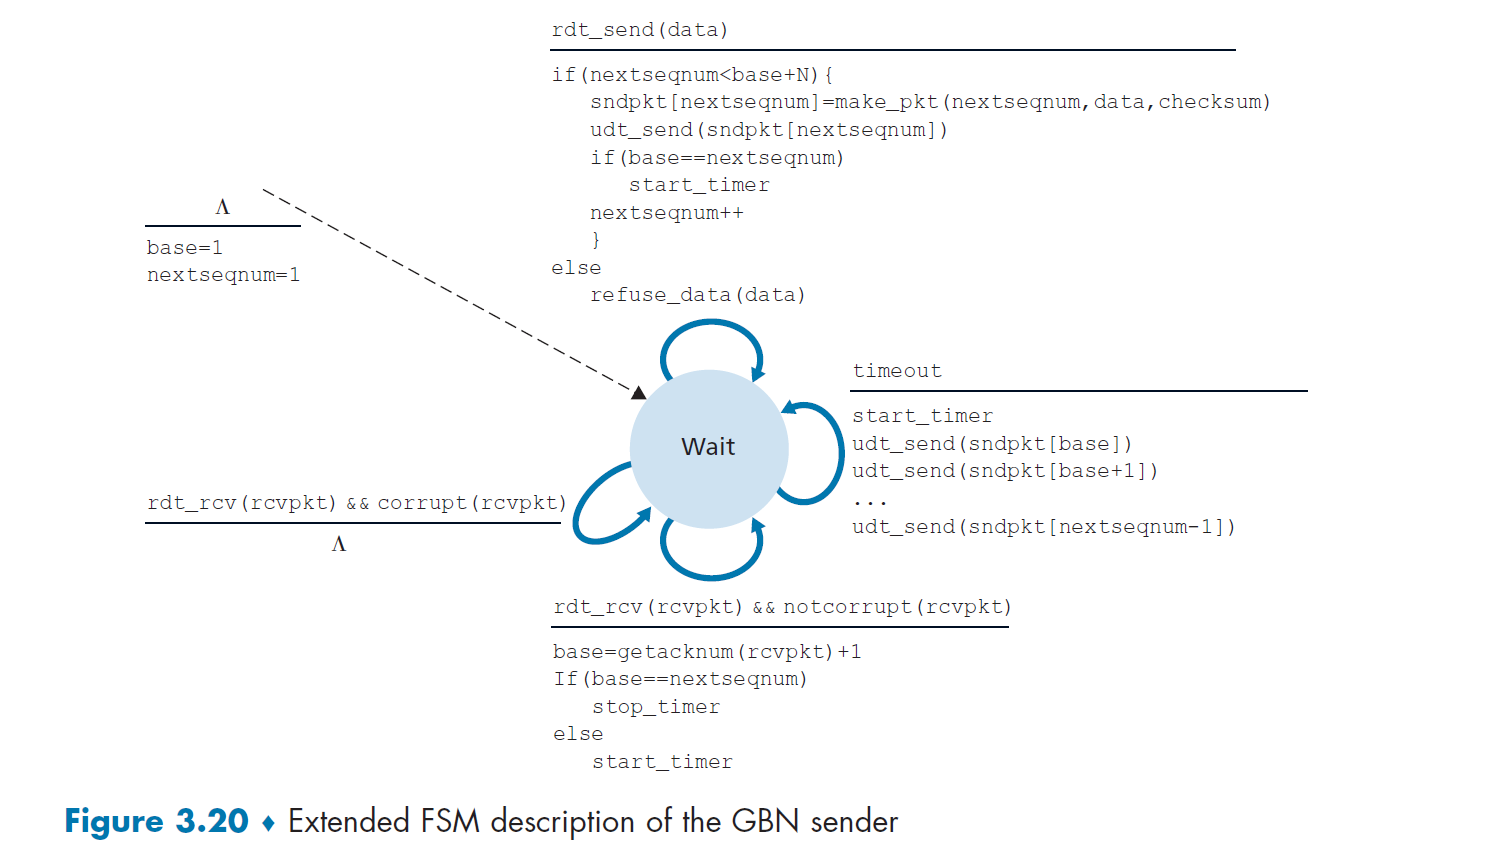 rdt_send(data)
if(nextseqnum<base+N){
sndpkt[nextseqnum]=make_pkt(nextseqnum,data,checksum)
udt_send(sndpkt[nextseqnum])
if(base==nextseqnum)
start_timer
nextseqnum++
}
else
refuse_data(data)
Λ
base=1
nextseqnum=1
timeout
start_timer
udt_send(sndpkt[base])
udt_send(sndpkt[base+1])
...
udt_send(sndpkt[nextseqnum-1])
Wait
rdt_rcv(rcvpkt) && corrupt(rcvpkt)
Λ
rdt_rcv(rcvpkt) && notcorrupt(rcvpkt)
base=getacknum(rcvpkt)+1
If(base==nextseqnum)
stop_timer
else
start_timer
Figure 3.20 ♦ Extended FSM description of the GBN sender